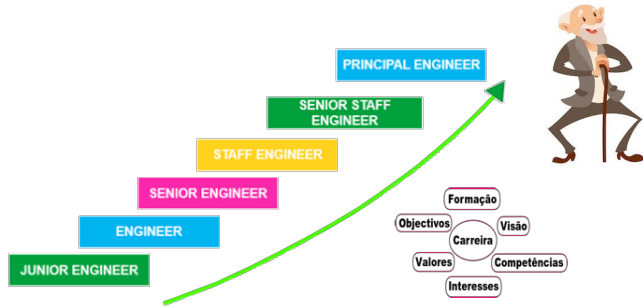 PRINCIPAL ENGINEER
SENIOR STAFF
ENGINEER
STAFF ENGINEER
SENIOR ENGINEER
ENGINEER
JUNIOR ENGINEER
Formação
Objectivos
Visão
Carreira
Valores
Competências
Interesses